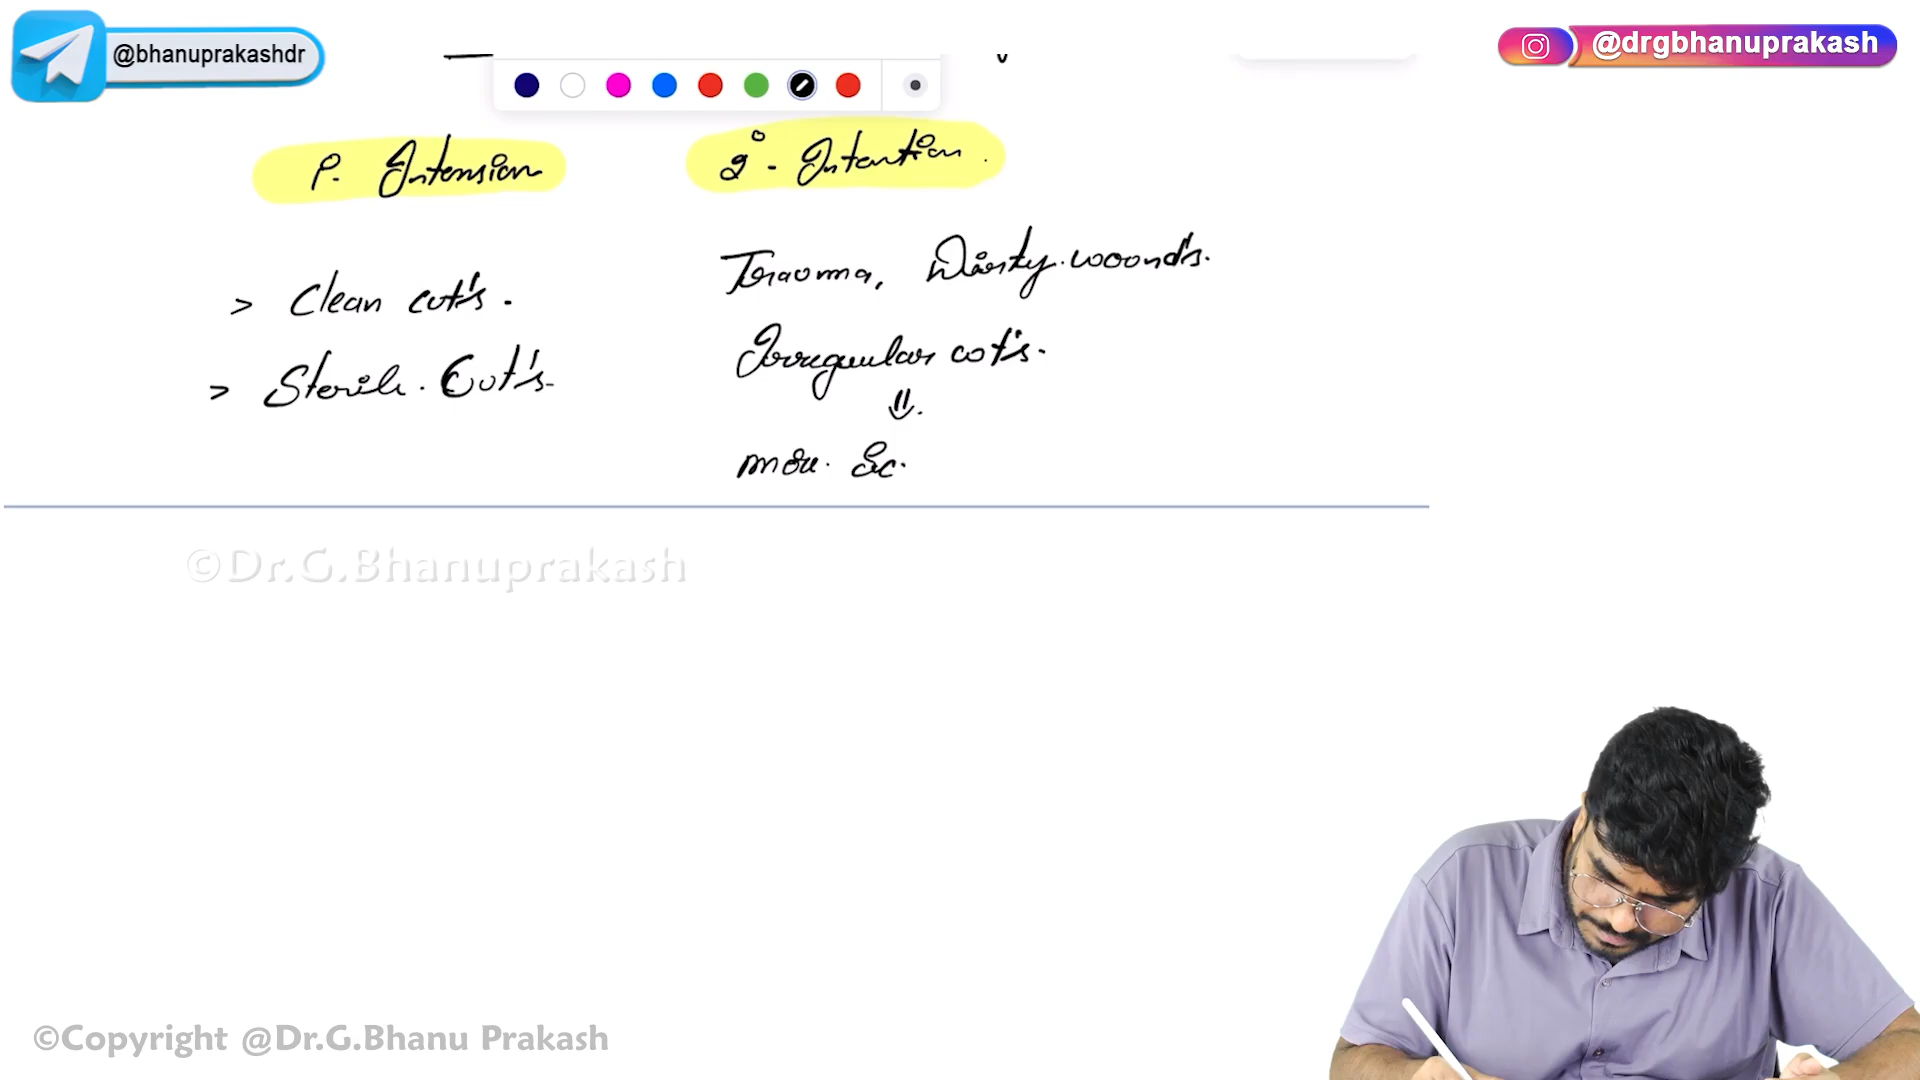 @bhanuprakashdr
@drgbhanuprakash
P. Intension
2° - Intention.
> Clean cut's.
> Sterile. Cut's.
Trauma, Dirty. wound's.
Irregular cut's.
more. Sc.
©Dr.G.Bhanuprakash
©Copyright @Dr.G.Bhanu Prakash